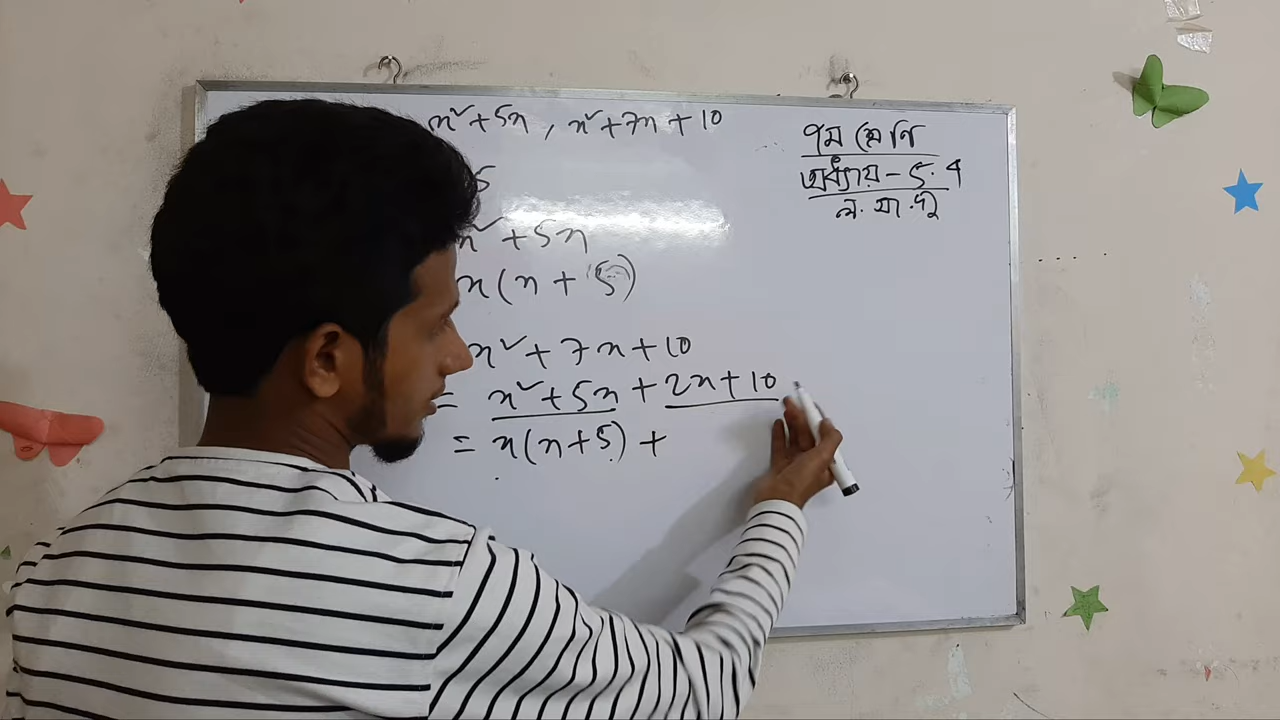 x² + 5x , x² + 7x + 10
৭ম শ্রেণি
অধ্যায় - ৫.৪
ল. সা. গু
5
x² + 5x
x(x + 5)
x² + 7x + 10
= x² + 5x + 2x + 10
= x(x + 5) +